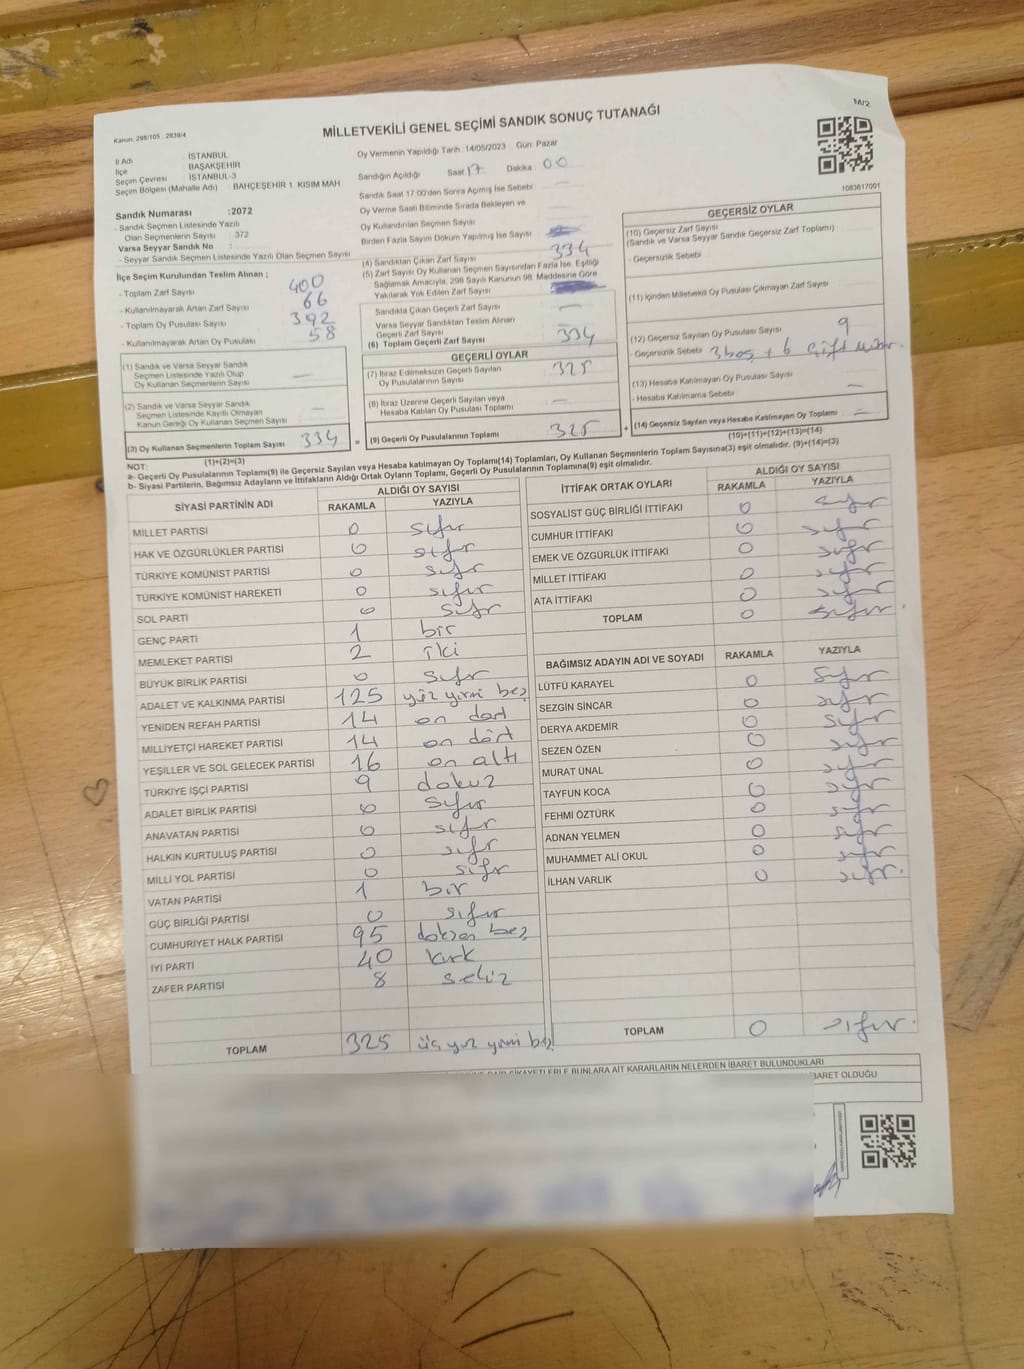 Kanun: 298/105 ; 2839/4
M/2
MİLLETVEKİLİ GENEL SEÇİMİ SANDIK SONUÇ TUTANAĞI
İl Adı : İSTANBUL
İlçe : BAŞAKŞEHİR
Seçim Çevresi : İSTANBUL-3
Seçim Bölgesi (Mahalle Adı) : BAHÇEŞEHİR 1. KISIM MAH
Sandık Numarası :2072
- Sandık Seçmen Listesinde Yazılı
Olan Seçmenlerin Sayısı : 372
Varsa Seyyar Sandık No :
- Seyyar Sandık Seçmen Listesinde Yazılı Olan Seçmen Sayısı
İlçe Seçim Kurulundan Teslim Alınan ;
- Toplam Zarf Sayısı 400
- Kullanılmayarak Artan Zarf Sayısı 66
- Toplam Oy Pusulası Sayısı 392
- Kullanılmayarak Artan Oy Pusulası 58
(1) Sandık ve Varsa Seyyar Sandık
Seçmen Listesinde Yazılı Olup
Oy Kullanan Seçmenlerin Sayısı —
(2) Sandık ve Varsa Seyyar Sandık
Seçmen Listesinde Kayıtlı Olmayan
Kanun Gereği Oy Kullanan Seçmen Sayısı —
(3) Oy Kullanan Seçmenlerin Toplam Sayısı 334
(1)+(2)=(3)
Oy Vermenin Yapıldığı Tarih :14/05/2023 Gün: Pazar
Sandığın Açıldığı Saat 17 Dakika : 00
Sandık Saat 17:00'den Sonra Açımış İse Sebebi : —
Oy Verme Saati Bitiminde Sırada Bekleyen ve
Oy Kullandırılan Seçmen Sayısı
Birden Fazla Sayım Döküm Yapılmış İse Sayısı
(4) Sandıktan Çıkan Zarf Sayısı 334
(5) Zarf Sayısı Oy Kullanan Seçmen Sayısından Fazla İse, Eşitliği
Sağlamak Amacıyla, 298 Sayılı Kanunun 98. Maddesine Göre
Yakılarak Yok Edilen Zarf Sayısı
Sandıkta Çıkan Geçerli Zarf Sayısı —
Varsa Seyyar Sandıktan Teslim Alınan
Geçerli Zarf Sayısı —
(6) Toplam Geçerli Zarf Sayısı 334
GEÇERLİ OYLAR
(7) İtiraz Edilmeksizin Geçerli Sayılan
Oy Pusulalarının Sayısı 325
(8) İtiraz Üzerine Geçerli Sayılan veya
Hesaba Katılan Oy Pusulası Toplamı —
= (9) Geçerli Oy Pusulalarının Toplamı 325 +
1083617001
GEÇERSİZ OYLAR
(10) Geçersiz Zarf Sayısı
(Sandık ve Varsa Seyyar Sandık Geçersiz Zarf Toplamı)
- Geçersizlik Sebebi
(11) İçinden Milletvekili Oy Pusulası Çıkmayan Zarf Sayısı
(12) Geçersiz Sayılan Oy Pusulası Sayısı 9
- Geçersizlik Sebebi 3 boş + 6 çift mühür.
(13) Hesaba Katılmayan Oy Pusulası Sayısı
- Hesaba Katılmama Sebebi —
(14) Geçersiz Sayılan veya Hesaba Katılmayan Oy Toplamı —
(10)+(11)+(12)+(13)=(14)
NOT:
a- Geçerli Oy Pusulalarının Toplamı(9) ile Geçersiz Sayılan veya Hesaba katılmayan Oy Toplamı(14) Toplamları, Oy Kullanan Seçmenlerin Toplam Sayısına(3) eşit olmalıdır. (9)+(14)=(3)
b- Siyasi Partilerin, Bağımsız Adayların ve İttifakların Aldığı Ortak Oyların Toplamı, Geçerli Oy Pusulalarının Toplamına(9) eşit olmalıdır.
SİYASİ PARTİNİN ADI ALDIĞI OY SAYISI
RAKAMLA YAZIYLA
MİLLET PARTİSİ 0 sıfır
HAK VE ÖZGÜRLÜKLER PARTİSİ 0 sıfır
TÜRKİYE KOMÜNİST PARTİSİ 0 sıfır
TÜRKİYE KOMÜNİST HAREKETİ 0 sıfır
SOL PARTİ 0 sıfır
GENÇ PARTİ 1 bir
MEMLEKET PARTİSİ 2 iki
BÜYÜK BİRLİK PARTİSİ 0 sıfır
ADALET VE KALKINMA PARTİSİ 125 yüz yirmi beş
YENİDEN REFAH PARTİSİ 14 on dört
MİLLİYETÇİ HAREKET PARTİSİ 14 on dört
YEŞİLLER VE SOL GELECEK PARTİSİ 16 on altı
TÜRKİYE İŞÇİ PARTİSİ 9 dokuz
ADALET BİRLİK PARTİSİ 0 sıfır
ANAVATAN PARTİSİ 0 sıfır
HALKIN KURTULUŞ PARTİSİ 0 sıfır
MİLLİ YOL PARTİSİ 0 sıfır
VATAN PARTİSİ 1 bir
GÜÇ BİRLİĞİ PARTİSİ 0 sıfır
CUMHURİYET HALK PARTİSİ 95 doksan beş
İYİ PARTİ 40 kırk
ZAFER PARTİSİ 8 sekiz
TOPLAM 325 üç yüz yirmi beş
İTTİFAK ORTAK OYLARI ALDIĞI OY SAYISI
RAKAMLA YAZIYLA
SOSYALİST GÜÇ BİRLİĞİ İTTİFAKI 0 sıfır
CUMHUR İTTİFAKI 0 sıfır
EMEK VE ÖZGÜRLÜK İTTİFAKI 0 sıfır
MİLLET İTTİFAKI 0 sıfır
ATA İTTİFAKI 0 sıfır
TOPLAM 0 sıfır.
BAĞIMSIZ ADAYIN ADI VE SOYADI RAKAMLA YAZIYLA
LÜTFÜ KARAYEL 0 sıfır
SEZGİN SİNCAR 0 sıfır
DERYA AKDEMİR 0 sıfır
SEZEN ÖZEN 0 sıfır
MURAT ÜNAL 0 sıfır
TAYFUN KOCA 0 sıfır
FEHMİ ÖZTÜRK 0 sıfır
ADNAN YELMEN 0 sıfır
MUHAMMET ALİ OKUL 0 sıfır
İLHAN VARLIK 0 sıfır.
TOPLAM 0 sıfır.
ŞİKAYETLERLE BUNLARA AİT KARARLARIN NELERDEN İBARET BULUNDUKLARI
BARET OLDUĞU